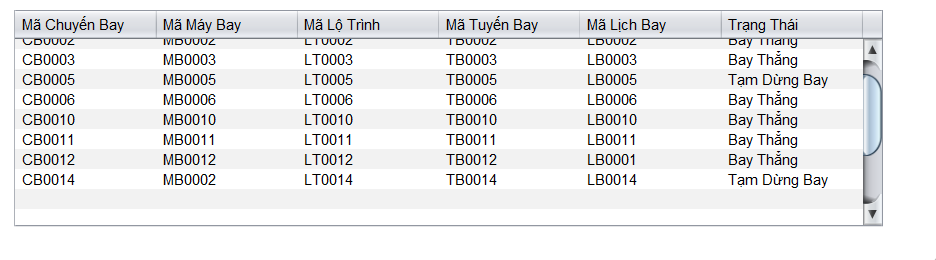 Mã Chuyến Bay Mã Máy Bay Mã Lộ Trình Mã Tuyến Bay Mã Lịch Bay Trạng Thái
CB0002 MB0002 LT0002 TB0002 LB0002 Bay Thẳng
CB0003 MB0003 LT0003 TB0003 LB0003 Bay Thẳng
CB0005 MB0005 LT0005 TB0005 LB0005 Tạm Dừng Bay
CB0006 MB0006 LT0006 TB0006 LB0006 Bay Thẳng
CB0010 MB0010 LT0010 TB0010 LB0010 Bay Thẳng
CB0011 MB0011 LT0011 TB0011 LB0011 Bay Thẳng
CB0012 MB0012 LT0012 TB0012 LB0001 Bay Thẳng
CB0014 MB0002 LT0014 TB0014 LB0014 Tạm Dừng Bay